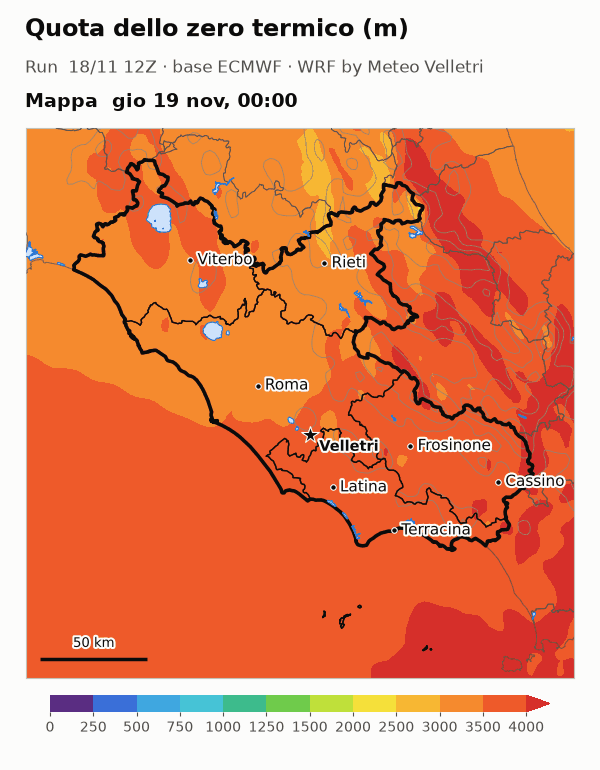 Quota dello zero termico (m)
Run  18/11 12Z · base ECMWF · WRF by Meteo Velletri
Mappa  gio 19 nov, 00:00
Viterbo
Rieti
Roma
Velletri
Frosinone
Cassino
Latina
Terracina
50 km
0 250 500 750 1000 1250 1500 2000 2500 3000 3500 4000